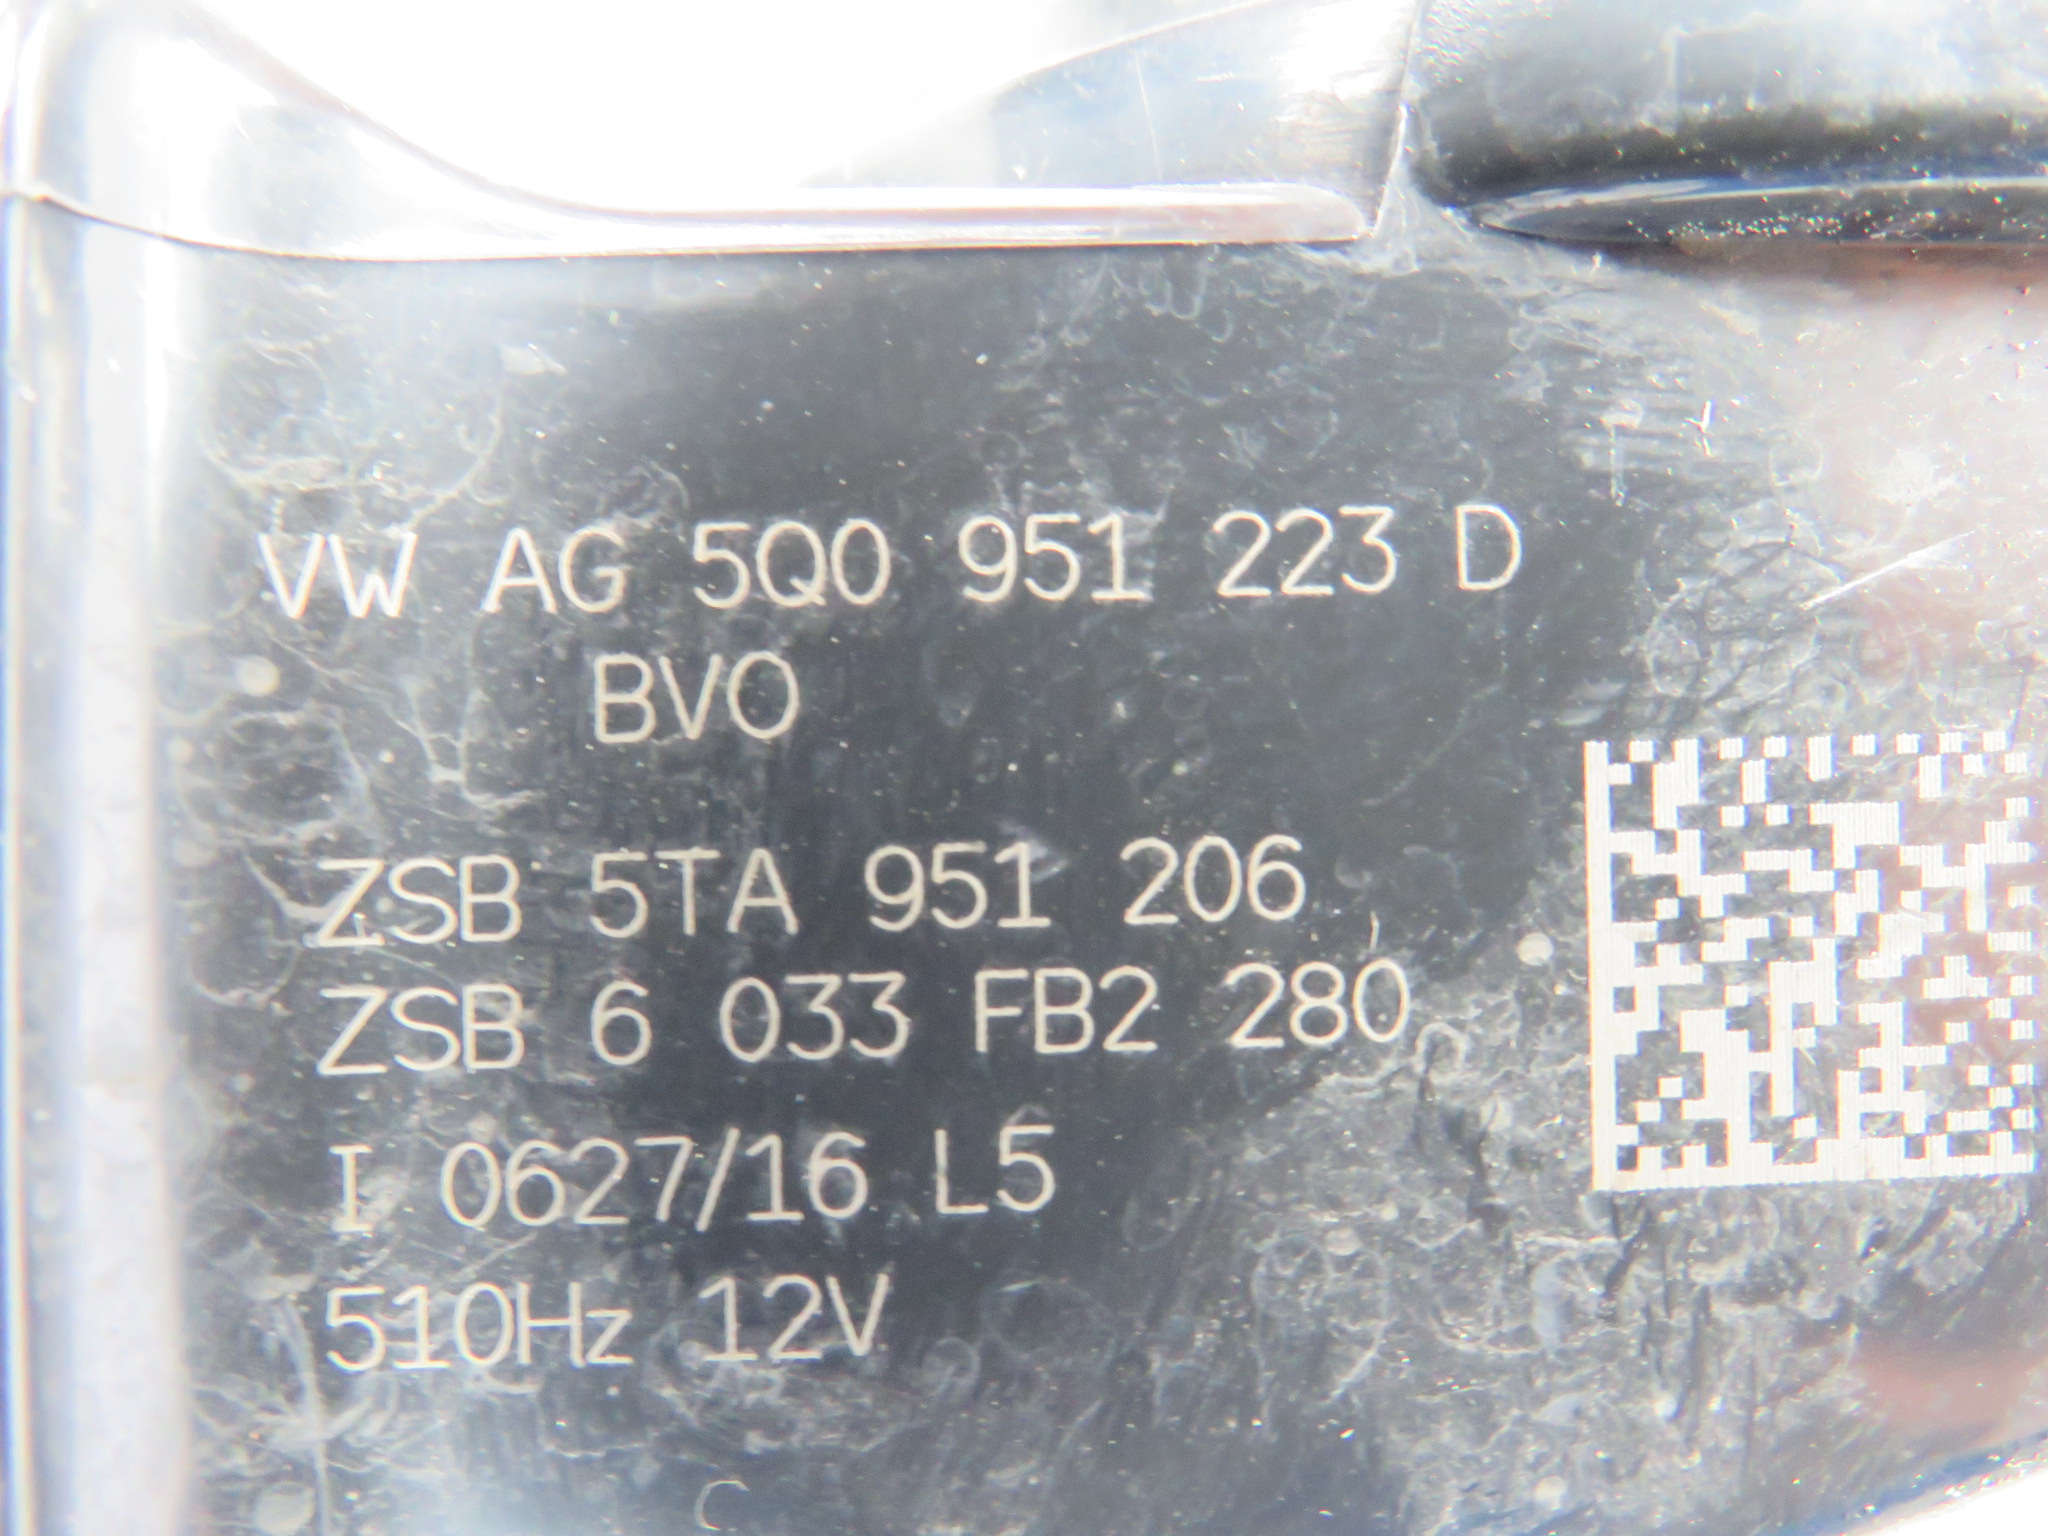 VW AG 5Q0 951 223 D
BVO
ZSB 5TA 951 206
ZSB 6 033 FB2 280
I 0627/16 L5
510Hz 12V
C